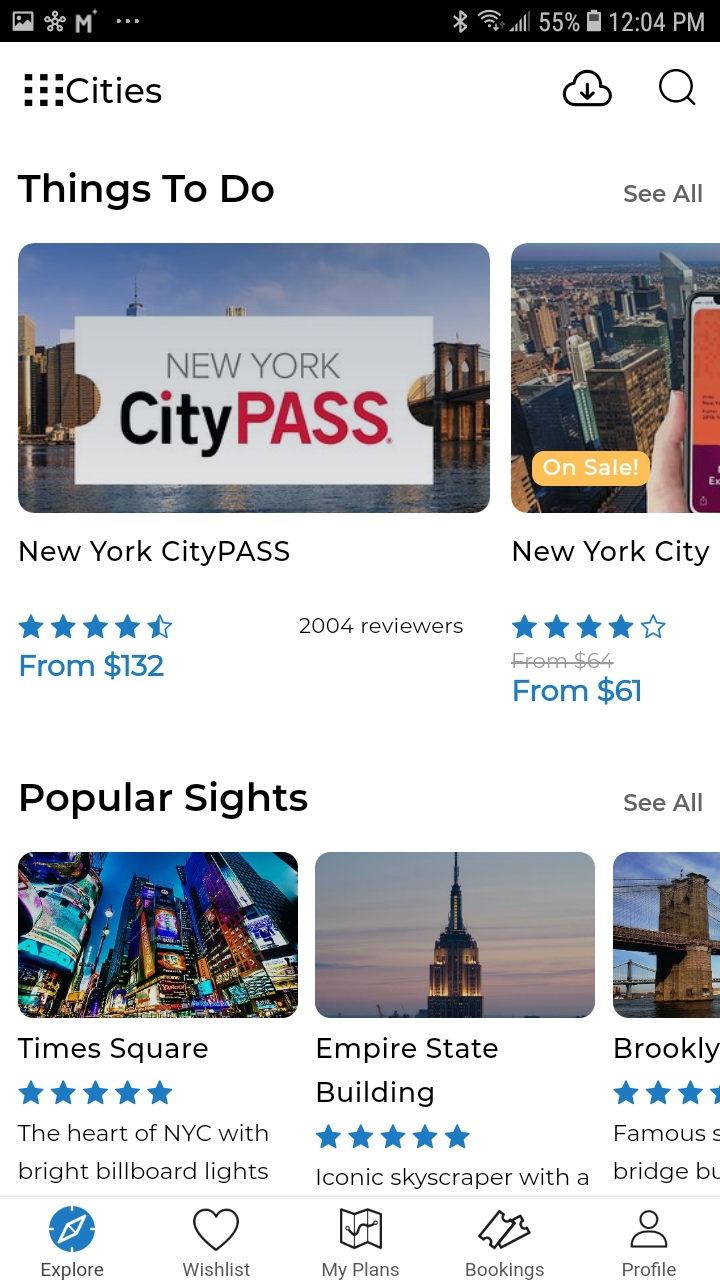 55% 12:04 PM
Cities
Things To Do
See All
NEW YORK
CityPASS
On Sale!
New York CityPASS
New York City
2004 reviewers
From $132
From $64
From $61
Popular Sights
See All
Times Square
Empire State
Building
Brookly
The heart of NYC with
bright billboard lights
Iconic skyscraper with a
Famous s
bridge bu
Explore
Wishlist
My Plans
Bookings
Profile